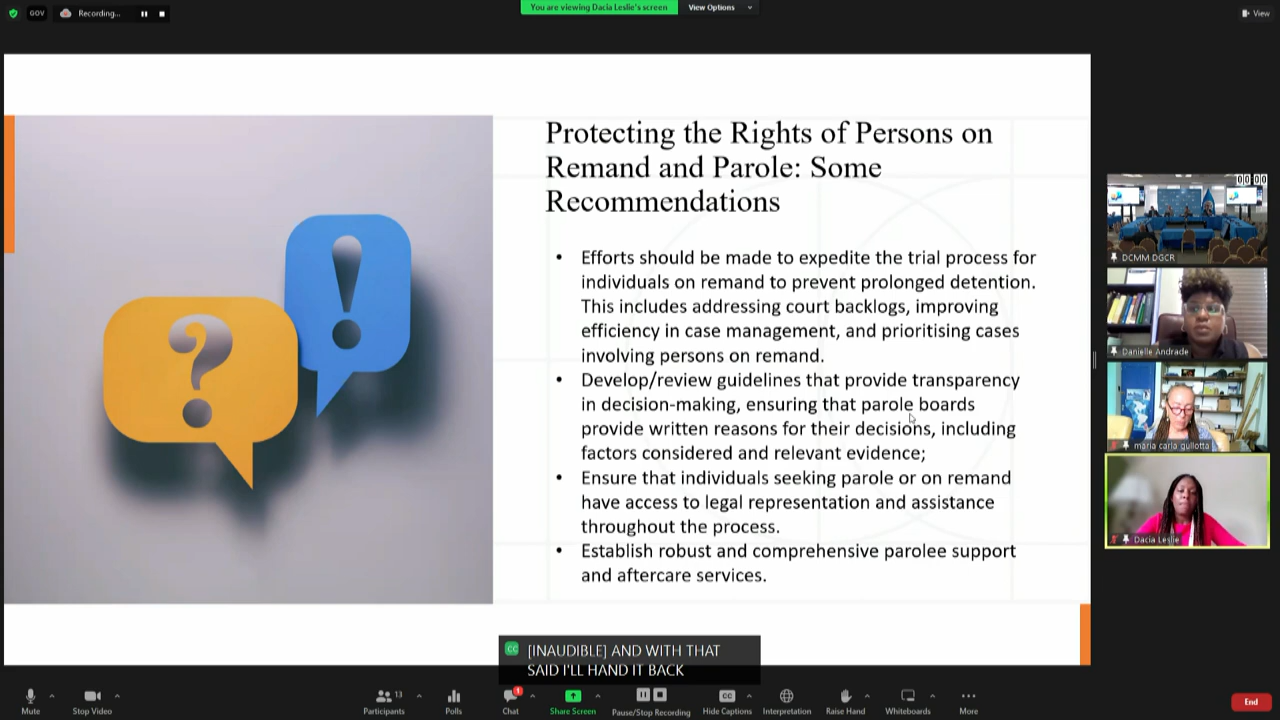 GOV
Recording...
You are viewing Dacia Leslie's screen
View Options
View
Protecting the Rights of Persons on
Remand and Parole: Some
Recommendations
• Efforts should be made to expedite the trial process for
individuals on remand to prevent prolonged detention.
This includes addressing court backlogs, improving
efficiency in case management, and prioritising cases
involving persons on remand.
• Develop/review guidelines that provide transparency
in decision-making, ensuring that parole boards
provide written reasons for their decisions, including
factors considered and relevant evidence;
• Ensure that individuals seeking parole or on remand
have access to legal representation and assistance
throughout the process.
• Establish robust and comprehensive parolee support
and aftercare services.
00:00
DCMM DGCR
Danielle Andrade
maria carla gullotta
Dacia Leslie
CC
[INAUDIBLE] AND WITH THAT
SAID I'LL HAND IT BACK
Mute
Stop Video
13
Participants
Polls
1
Chat
Share Screen
Pause/Stop Recording
CC
Hide Captions
Interpretation
Raise Hand
Whiteboards
More
End